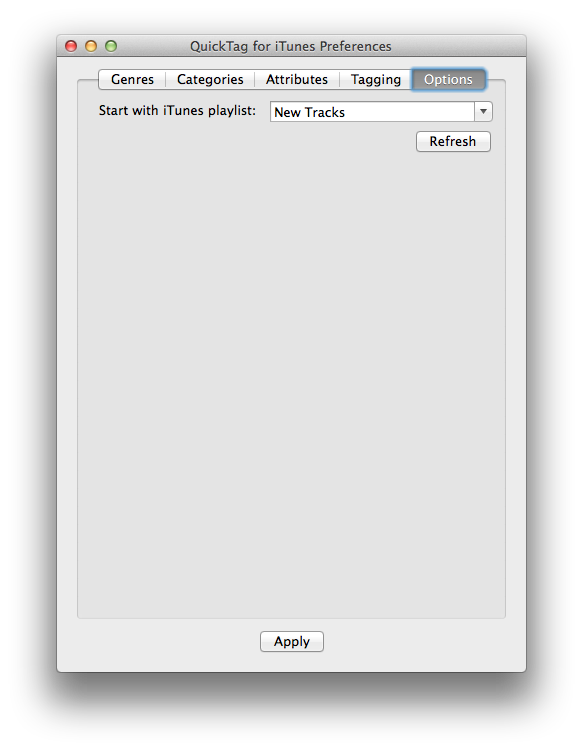 QuickTag for iTunes Preferences
Genres Categories Attributes Tagging Options
Start with iTunes playlist: New Tracks
Refresh
Apply